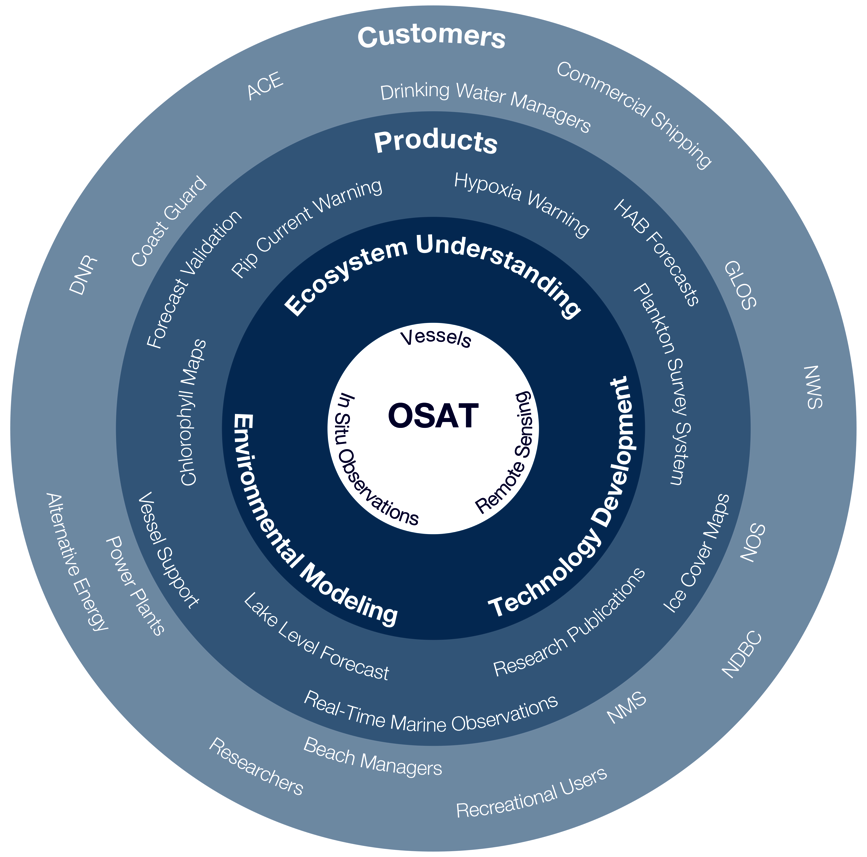 Customers
ACE
Drinking Water Managers
Commercial Shipping
Coast Guard
DNR
GLOS
NWS
NOS
NDBC
NMS
Recreational Users
Beach Managers
Researchers
Power Plants
Alternative Energy
Products
Rip Current Warning
Hypoxia Warning
HAB Forecasts
Plankton Survey System
Ice Cover Maps
Research Publications
Real-Time Marine Observations
Lake Level Forecast
Vessel Support
Chlorophyll Maps
Forecast Validation
Ecosystem Understanding
Technology Development
Environmental Modeling
Vessels
OSAT
Remote Sensing
In Situ Observations